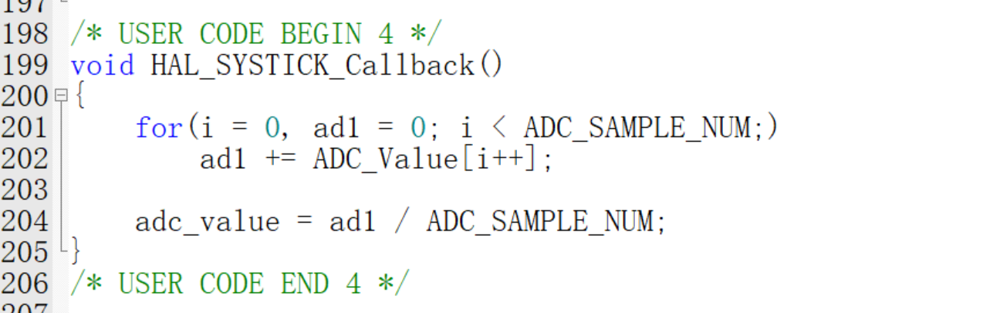 197
198 /* USER CODE BEGIN 4 */
199 void HAL_SYSTICK_Callback()
200 {
201 for(i = 0, ad1 = 0; i < ADC_SAMPLE_NUM;)
202 ad1 += ADC_Value[i++];
203
204 adc_value = ad1 / ADC_SAMPLE_NUM;
205 }
206 /* USER CODE END 4 */
207